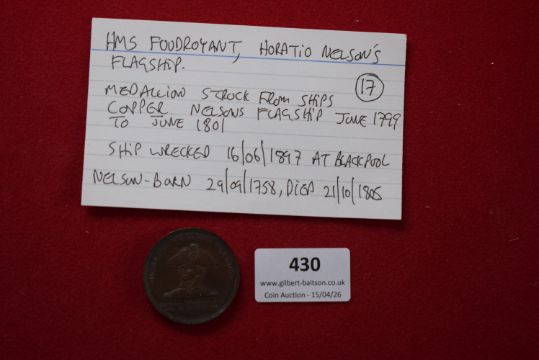 HMS FOUDROYANT, HORATIO NELSON'S
FLAGSHIP.
17
MEDALLION STRUCK FROM SHIPS
COPPER NELSONS FLAGSHIP JUNE 1799
TO JUNE 1801
SHIP WRECKED 16/06/1897 AT BLACKPOOL
NELSON-BORN 29/09/1758, DIED 21/10/1805
430
www.gilbert-baitson.co.uk
Coin Auction - 15/04/26